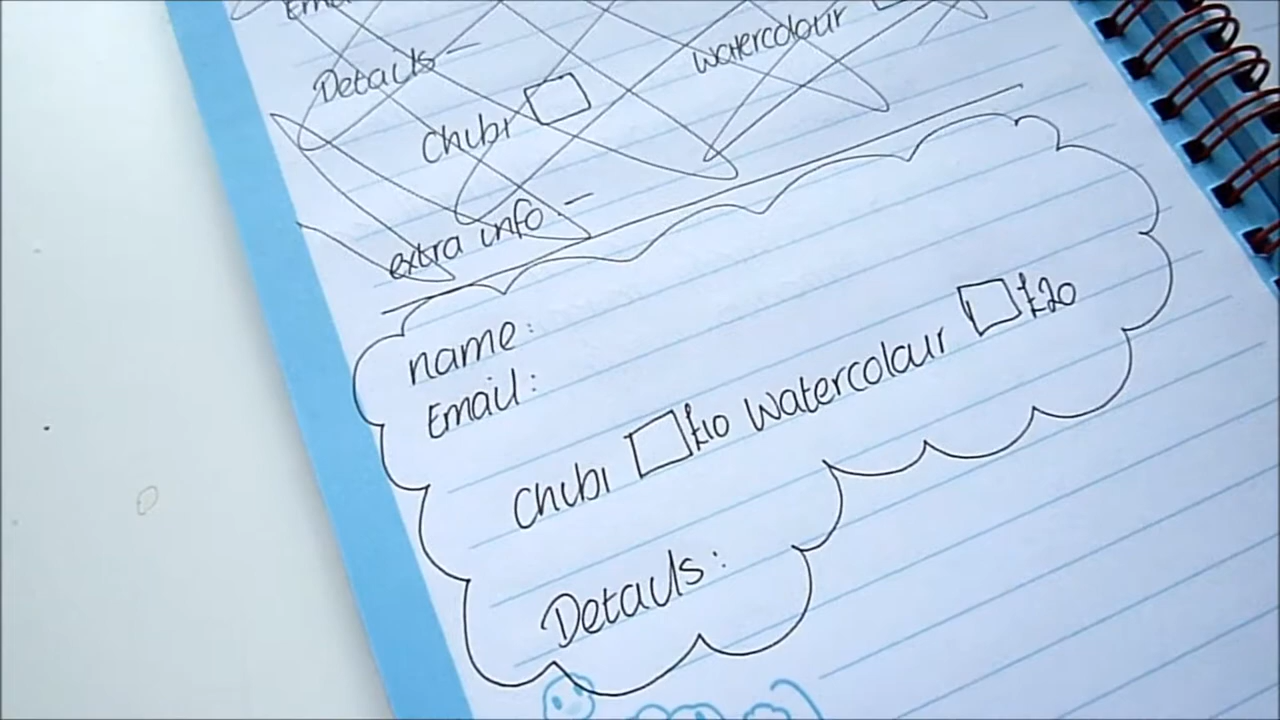 Details -
Watercolour
Chibi
extra info -
name:
Email:
Chibi £10 Watercolour £20
Details: